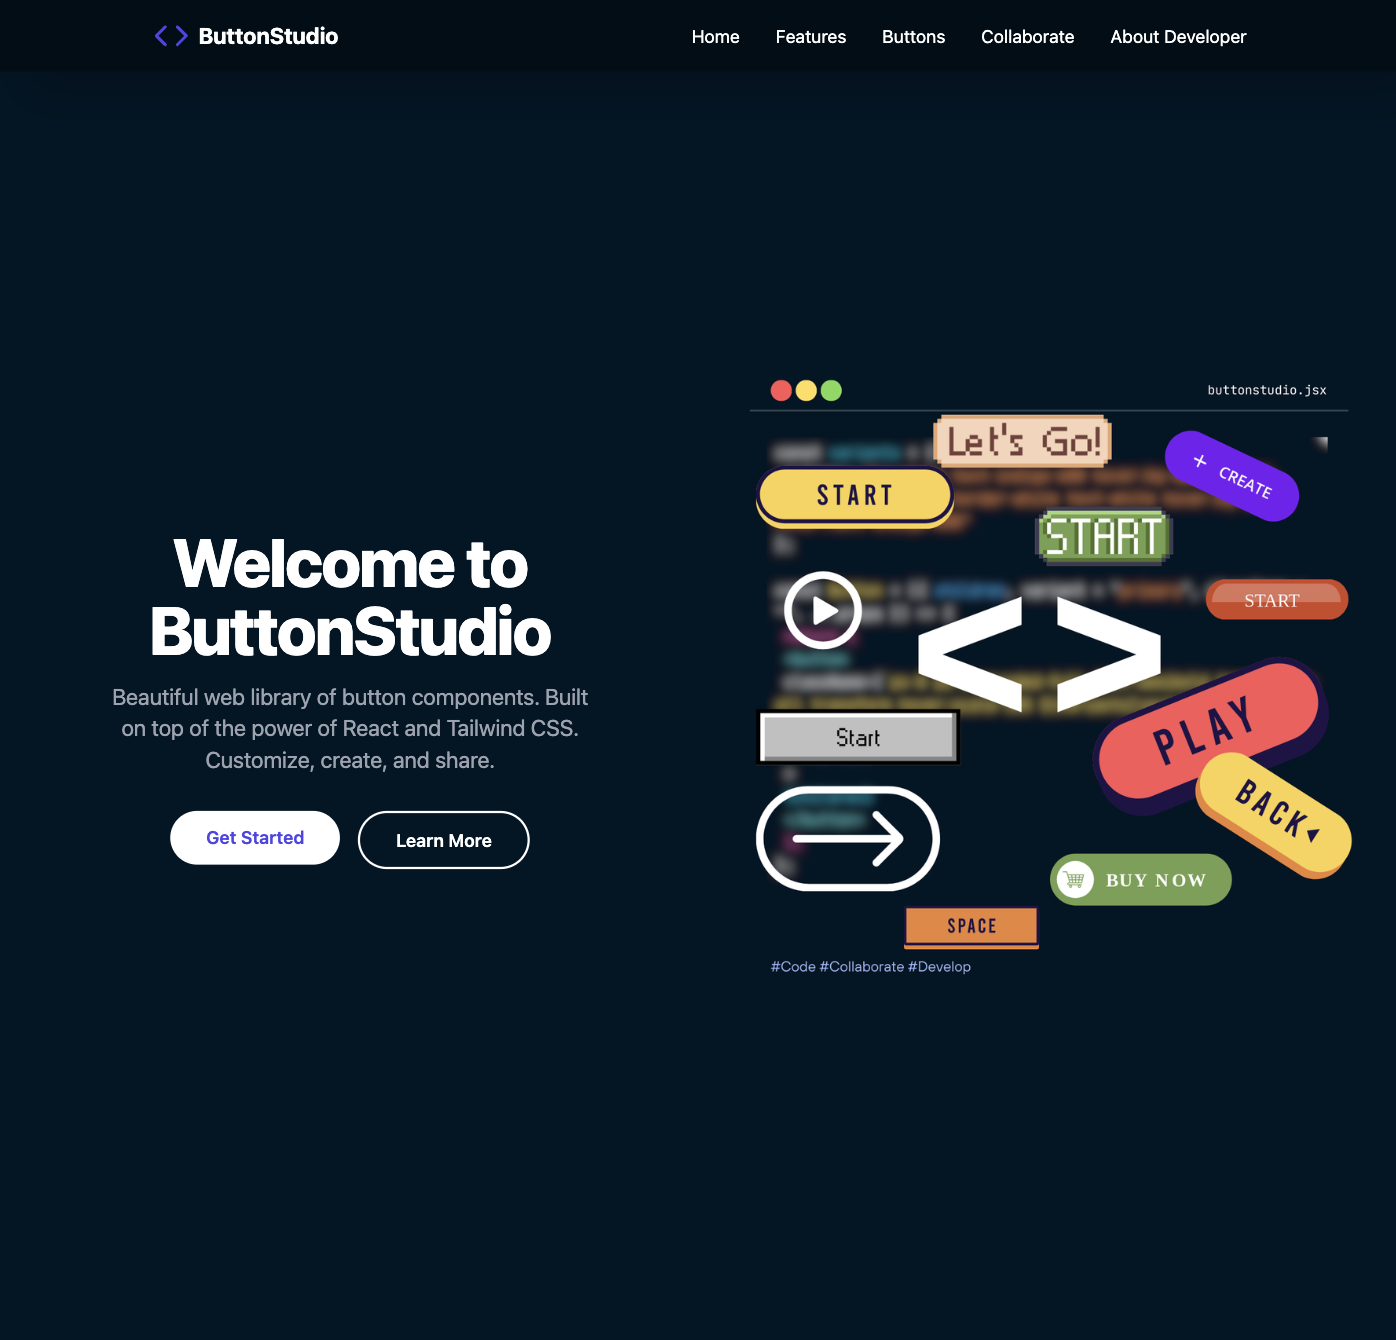 ButtonStudio
Home Features Buttons Collaborate About Developer
buttonstudio.jsx
Let's Go!
+ CREATE
START
START
START
<>
PLAY
Start
BACK
BUY NOW
SPACE
#Code #Collaborate #Develop
Welcome to
ButtonStudio
Beautiful web library of button components. Built
on top of the power of React and Tailwind CSS.
Customize, create, and share.
Get Started
Learn More